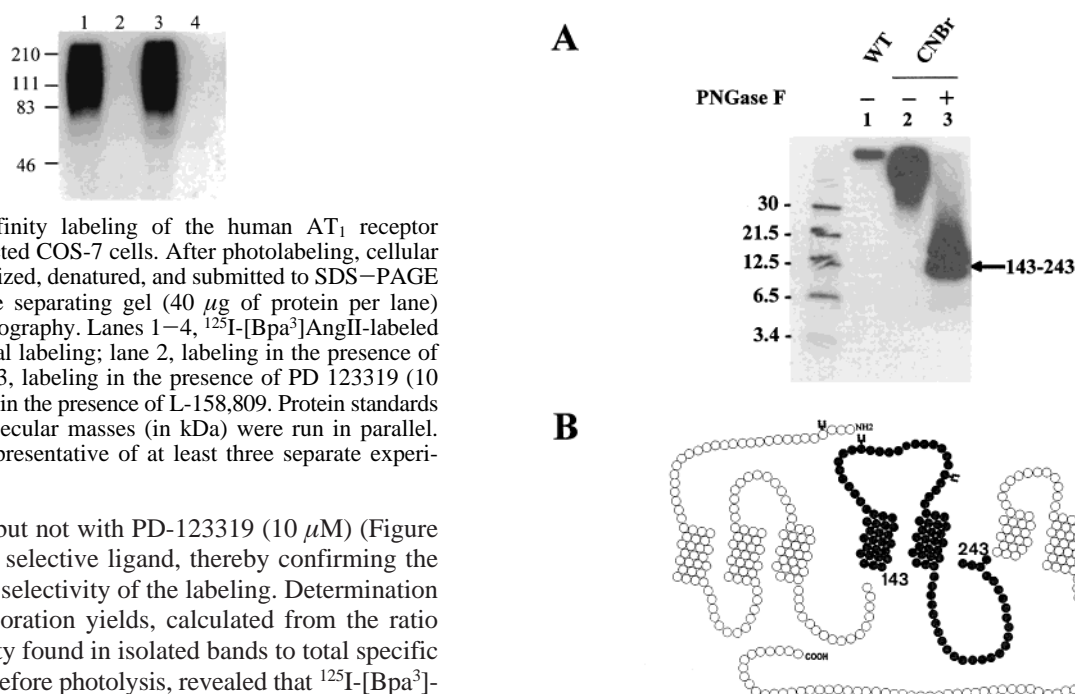 1 2 3 4
210
111
83
46
finity labeling of the human AT1 receptor
ted COS-7 cells. After photolabeling, cellular
ized, denatured, and submitted to SDS−PAGE
e separating gel (40 μg of protein per lane)
ography. Lanes 1−4, 125I-[Bpa3]AngII-labeled
al labeling; lane 2, labeling in the presence of
3, labeling in the presence of PD 123319 (10
in the presence of L-158,809. Protein standards
lecular masses (in kDa) were run in parallel.
presentative of at least three separate experi-
but not with PD-123319 (10 μM) (Figure
selective ligand, thereby confirming the
selectivity of the labeling. Determination
oration yields, calculated from the ratio
ty found in isolated bands to total specific
efore photolysis, revealed that 125I-[Bpa3]-
A
WT CNBr
PNGase F − − +
1 2 3
30 -
21.5 -
12.5 -
6.5 -
3.4 -
143-243
B
NH2
243
143
COOH